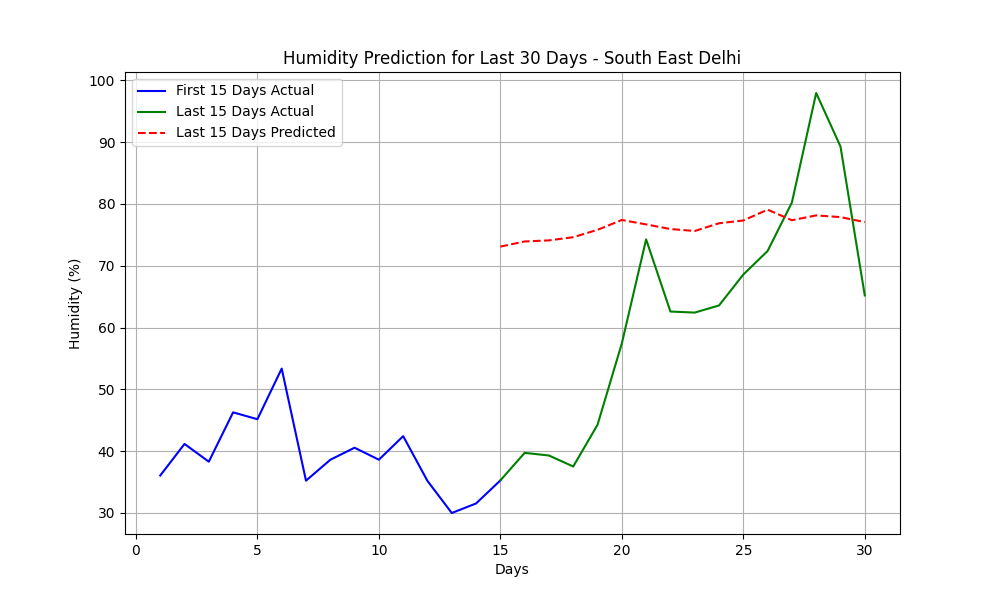 Humidity Prediction for Last 30 Days - South East Delhi
First 15 Days Actual
Last 15 Days Actual
Last 15 Days Predicted
Humidity (%)
100
90
80
70
60
50
40
30
0 5 10 15 20 25 30
Days